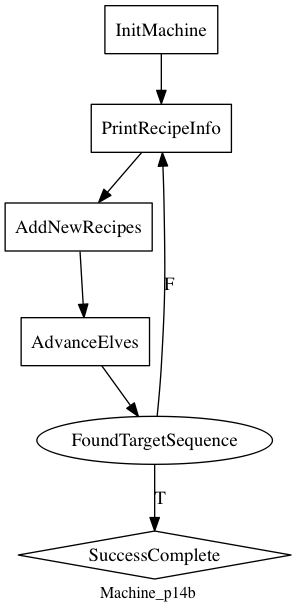 InitMachine
PrintRecipeInfo
AddNewRecipes
F
AdvanceElves
FoundTargetSequence
T
SuccessComplete
Machine_p14b